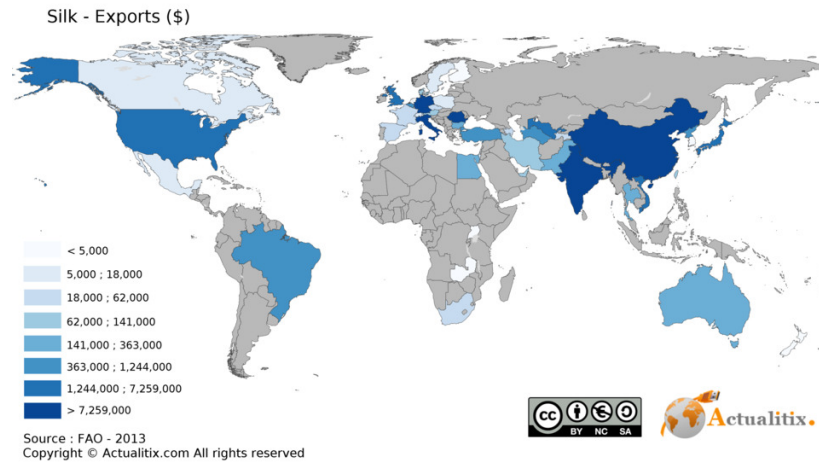 Silk - Exports ($)
< 5,000
5,000 ; 18,000
18,000 ; 62,000
62,000 ; 141,000
141,000 ; 363,000
363,000 ; 1,244,000
1,244,000 ; 7,259,000
> 7,259,000
cc
BY NC SA
Actualitix.
Source : FAO - 2013
Copyright © Actualitix.com All rights reserved